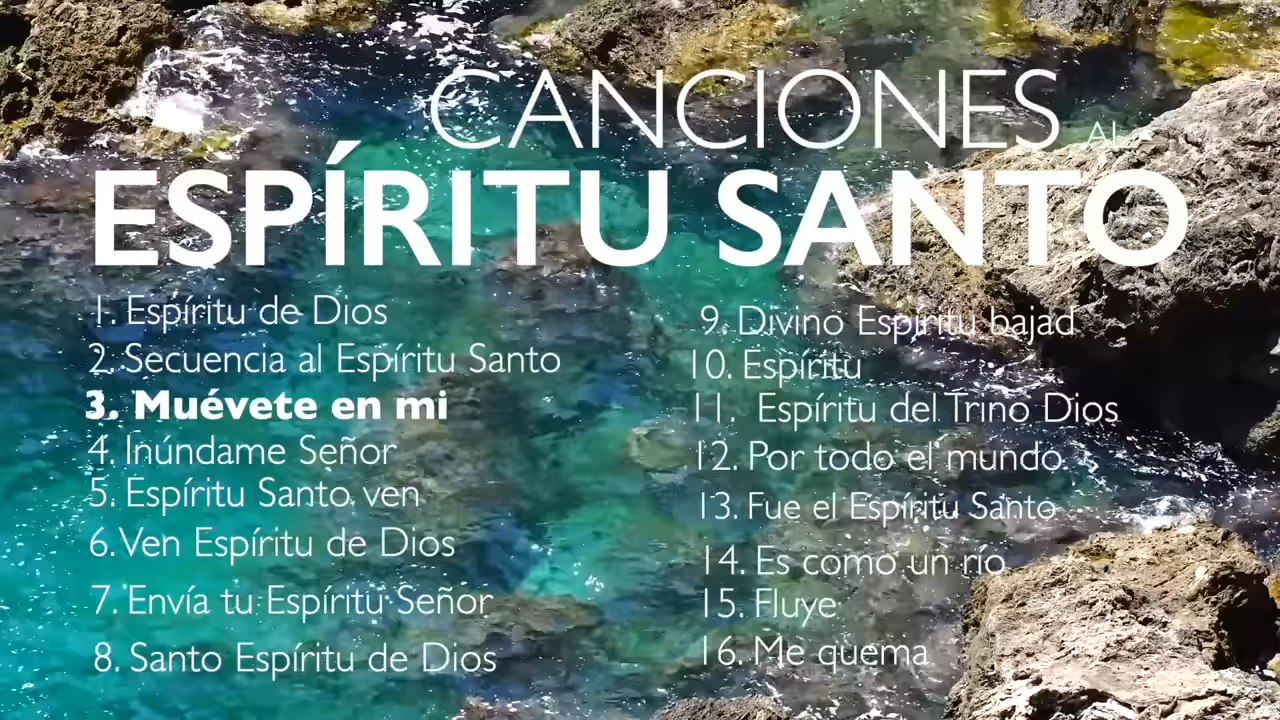 CANCIONES AL
ESPÍRITU SANTO
1. Espíritu de Dios
2. Secuencia al Espíritu Santo
3. Muévete en mi
4. Inúndame Señor
5. Espíritu Santo ven
6. Ven Espíritu de Dios
7. Envía tu Espíritu Señor
8. Santo Espíritu de Dios
9. Divino Espíritu bajad
10. Espíritu
11. Espíritu del Trino Dios
12. Por todo el mundo
13. Fue el Espíritu Santo
14. Es como un río
15. Fluye
16. Me quema